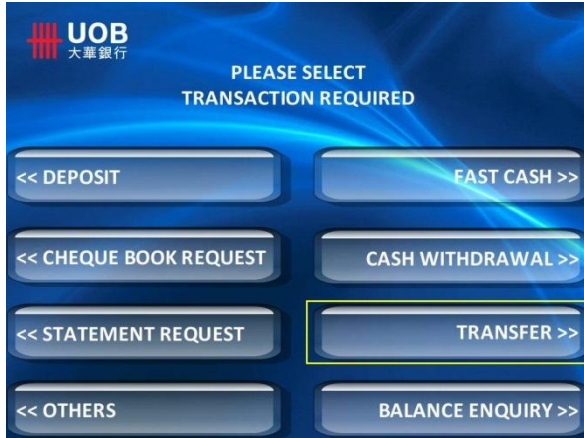 UOB
大華銀行
PLEASE SELECT
TRANSACTION REQUIRED
<< DEPOSIT
FAST CASH >>
<< CHEQUE BOOK REQUEST
CASH WITHDRAWAL >>
<< STATEMENT REQUEST
TRANSFER >>
<< OTHERS
BALANCE ENQUIRY >>